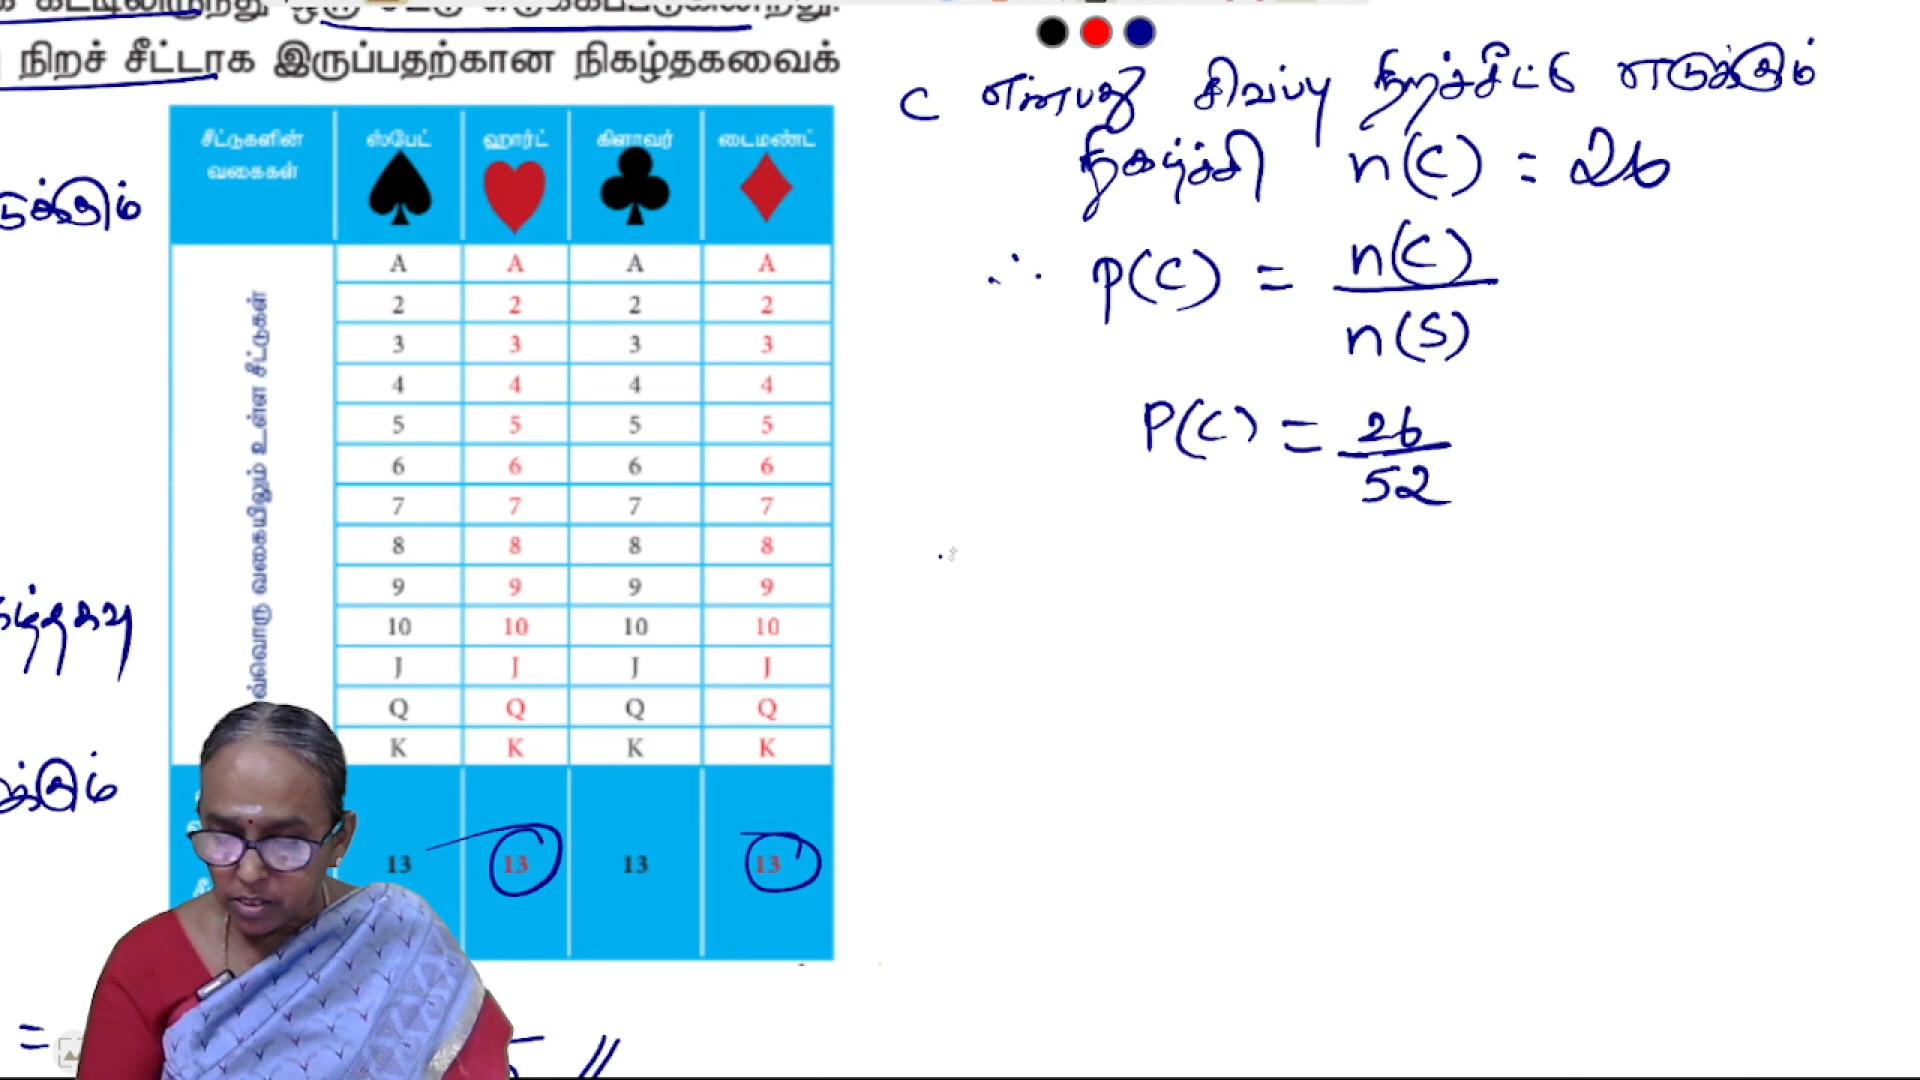 நிறச் சீட்டாக இருப்பதற்கான நிகழ்தகவைக்
சீட்டுகளின் வகைகள் ஸ்பேட் ஹார்ட் கிளாவர் டைமண்ட்
A A A A
2 2 2 2
3 3 3 3
4 4 4 4
5 5 5 5
6 6 6 6
7 7 7 7
8 8 8 8
9 9 9 9
10 10 10 10
J J J J
Q Q Q Q
K K K K
வகையிலும் உள்ள சீட்டுகள்
13 13 13 13
=
C என்பது சிவப்பு நிறச்சீட்டு எடுக்கும்
நிகழ்ச்சி n(C) = 26
∴ P(C) = n(C) / n(S)
P(C) = 26 / 52